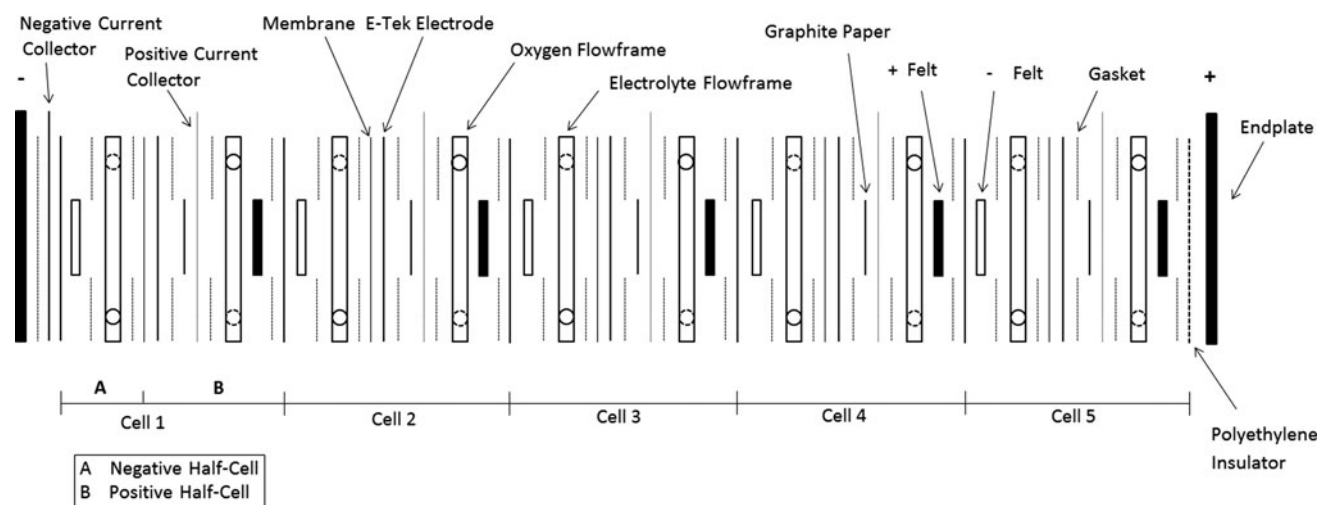 Negative Current
Collector
-
Positive Current
Collector
Membrane E-Tek Electrode
Oxygen Flowframe
Electrolyte Flowframe
Graphite Paper
+ Felt
- Felt
Gasket
+
Endplate
A
B
Cell 1
Cell 2
Cell 3
Cell 4
Cell 5
Polyethylene
Insulator
A Negative Half-Cell
B Positive Half-Cell